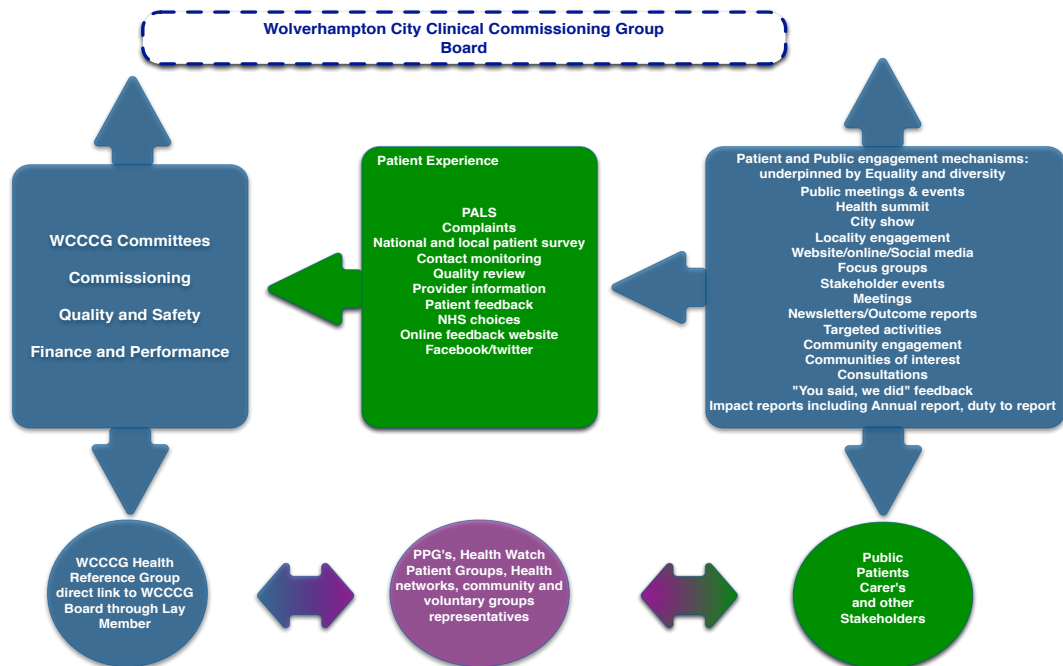 Wolverhampton City Clinical Commissioning Group
Board
WCCCG Committees
Commissioning
Quality and Safety
Finance and Performance
Patient Experience
PALS
Complaints
National and local patient survey
Contact monitoring
Quality review
Provider information
Patient feedback
NHS choices
Online feedback website
Facebook/twitter
Patient and Public engagement mechanisms:
underpinned by Equality and diversity
Public meetings & events
Health summit
City show
Locality engagement
Website/online/Social media
Focus groups
Stakeholder events
Meetings
Newsletters/Outcome reports
Targeted activities
Community engagement
Communities of interest
Consultations
"You said, we did" feedback
Impact reports including Annual report, duty to report
WCCCG Health
Reference Group
direct link to WCCCG
Board through Lay
Member
PPG's, Health Watch
Patient Groups, Health
networks, community and
voluntary groups
representatives
Public
Patients
Carer's
and other
Stakeholders